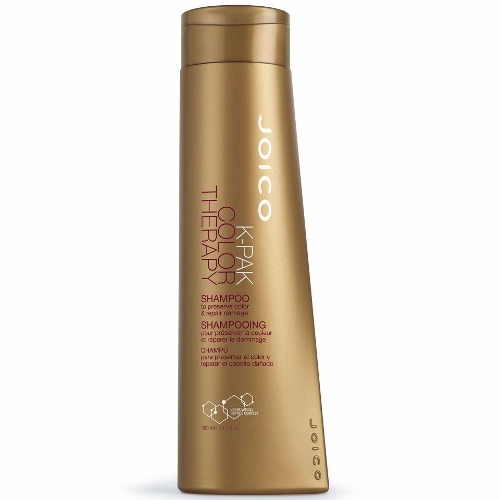 JOICO
K-PAK
COLOR
THERAPY
SHAMPOO
to preserve color
& repair damage
SHAMPOOING
pour préserver la couleur
et réparer le dommage
CHAMPÚ
para preservar el color y
reparar el cabello dañado
JOICO